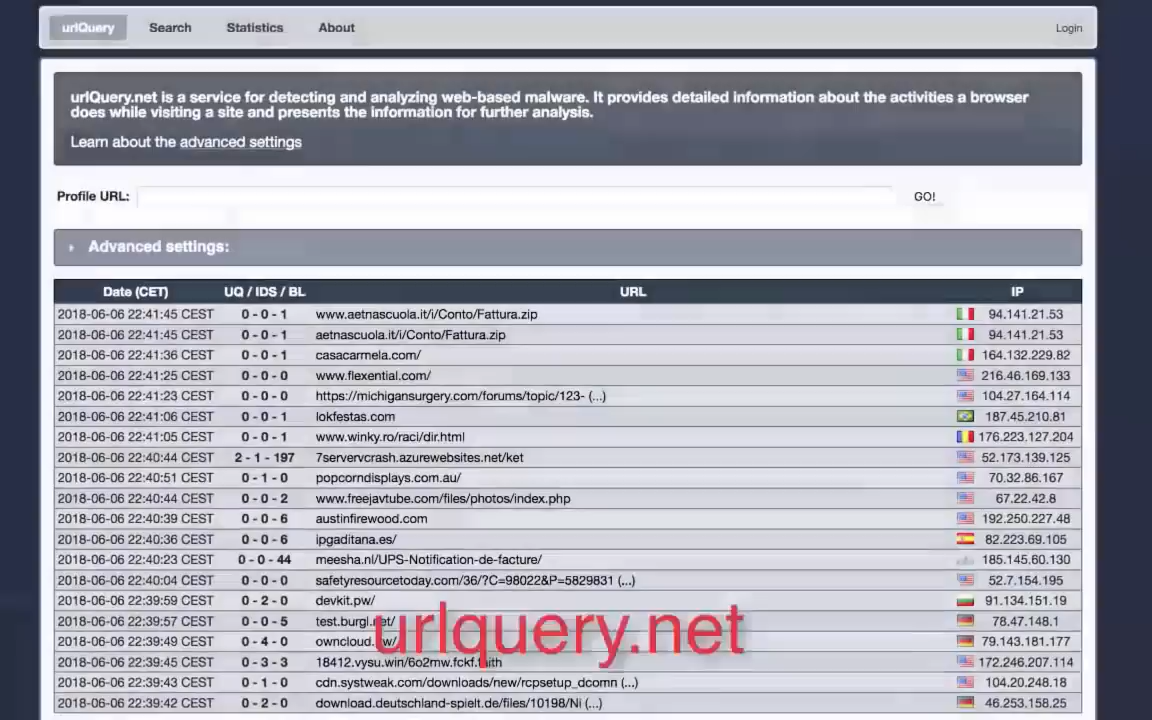 urlQuery Search Statistics About Login
urlQuery.net is a service for detecting and analyzing web-based malware. It provides detailed information about the activities a browser
does while visiting a site and presents the information for further analysis.
Learn about the advanced settings
Profile URL: GO!
Advanced settings:
Date (CET) UQ / IDS / BL URL IP
2018-06-06 22:41:45 CEST 0 - 0 - 1 www.aetnascuola.it/i/Conto/Fattura.zip 94.141.21.53
2018-06-06 22:41:45 CEST 0 - 0 - 1 aetnascuola.it/i/Conto/Fattura.zip 94.141.21.53
2018-06-06 22:41:36 CEST 0 - 0 - 1 casacarmela.com/ 164.132.229.82
2018-06-06 22:41:25 CEST 0 - 0 - 0 www.flexential.com/ 216.46.169.133
2018-06-06 22:41:23 CEST 0 - 0 - 0 https://michigansurgery.com/forums/topic/123- (...) 104.27.164.114
2018-06-06 22:41:06 CEST 0 - 0 - 1 lokfestas.com 187.45.210.81
2018-06-06 22:41:05 CEST 0 - 0 - 1 www.winky.ro/raci/dir.html 176.223.127.204
2018-06-06 22:40:44 CEST 2 - 1 - 197 7servervcrash.azurewebsites.net/ket 52.173.139.125
2018-06-06 22:40:51 CEST 0 - 1 - 0 popcorndisplays.com.au/ 70.32.86.167
2018-06-06 22:40:44 CEST 0 - 0 - 2 www.freejavtube.com/files/photos/index.php 67.22.42.8
2018-06-06 22:40:39 CEST 0 - 0 - 6 austinfirewood.com 192.250.227.48
2018-06-06 22:40:36 CEST 0 - 0 - 6 ipgaditana.es/ 82.223.69.105
2018-06-06 22:40:23 CEST 0 - 0 - 44 meesha.nl/UPS-Notification-de-facture/ 185.145.60.130
2018-06-06 22:40:04 CEST 0 - 0 - 0 safetyresourcetoday.com/36/?C=98022&P=5829831 (...) 52.7.154.195
2018-06-06 22:39:59 CEST 0 - 2 - 0 devkit.pw/ 91.134.151.19
2018-06-06 22:39:57 CEST 0 - 0 - 5 78.47.148.1
2018-06-06 22:39:49 CEST 0 - 4 - 0 79.143.181.177
urlquery.net
2018-06-06 22:39:45 CEST 0 - 3 - 3 18412.vysu.win/6o2mw.fckf.faith 172.246.207.114
2018-06-06 22:39:43 CEST 0 - 1 - 0 cdn.systweak.com/downloads/new/rcpsetup_dcomn (...) 104.20.248.18
2018-06-06 22:39:42 CEST 0 - 2 - 0 download.deutschland-spielt.de/files/10198/Ni (...) 46.253.158.25